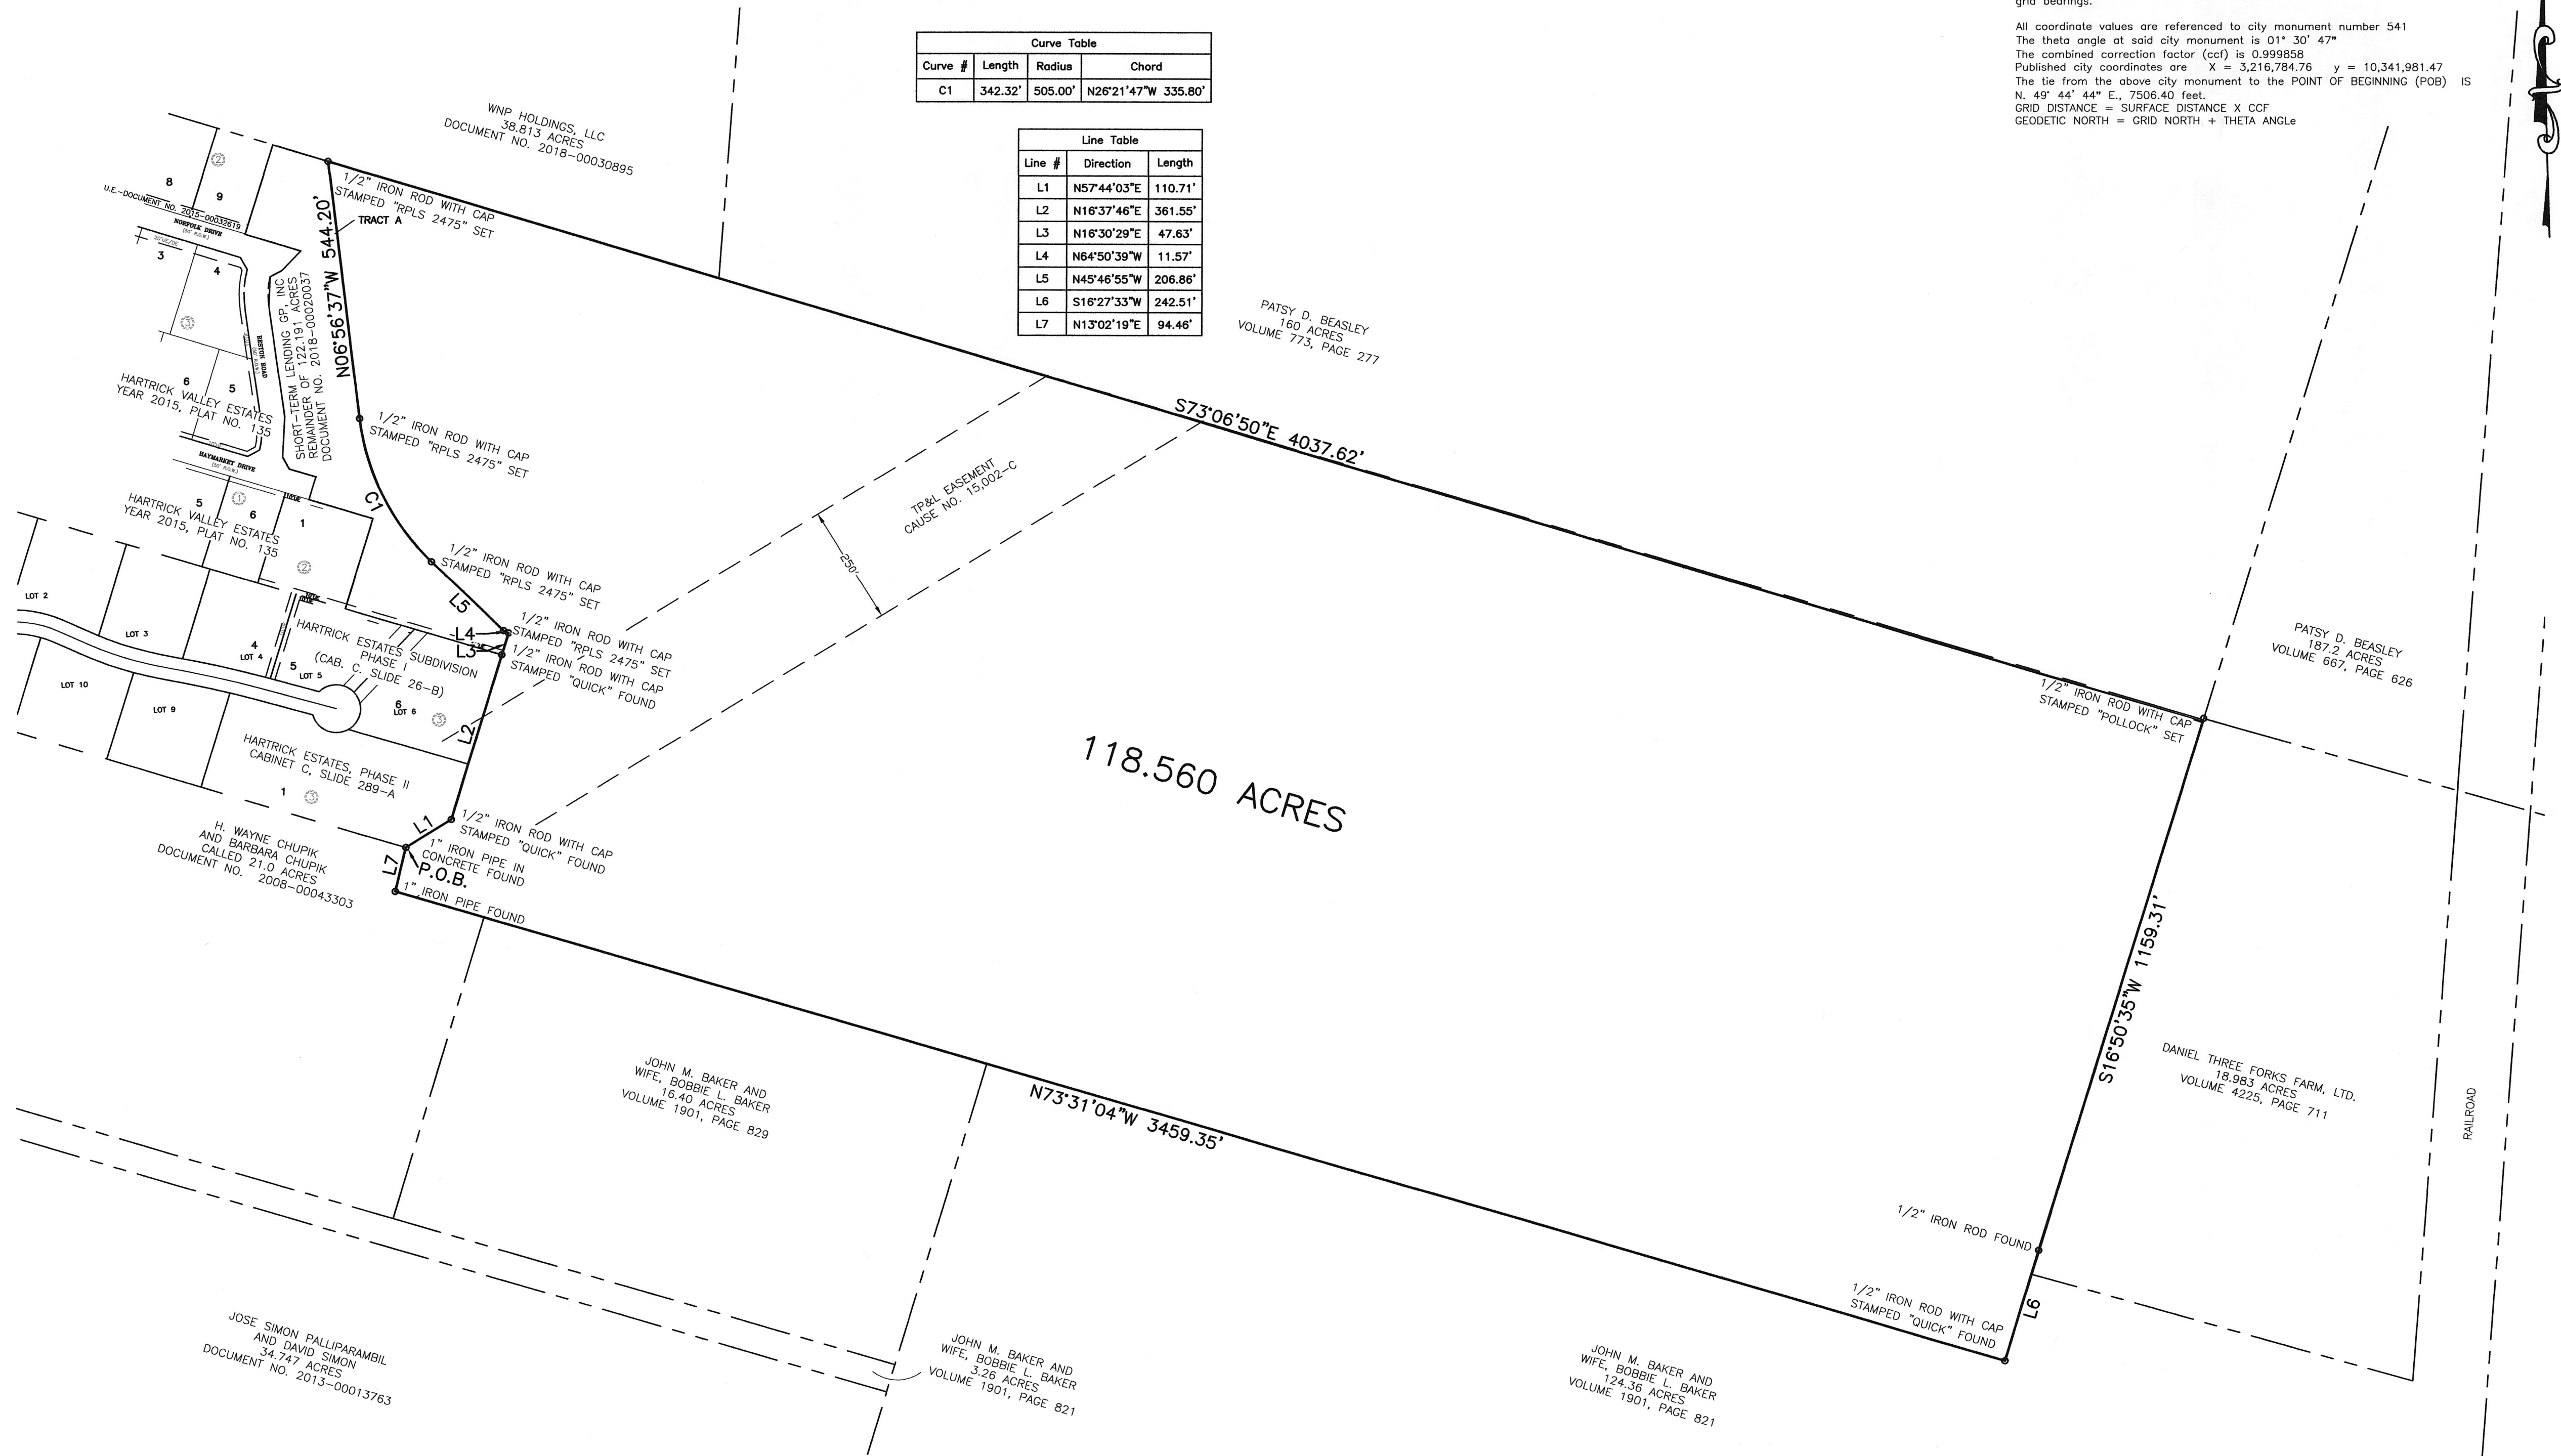 grid bearings.
All coordinate values are referenced to city monument number 541
The theta angle at said city monument is 01° 30' 47"
The combined correction factor (ccf) is 0.999858
Published city coordinates are X = 3,216,784.76 y = 10,341,981.47
The tie from the above city monument to the POINT OF BEGINNING (POB) IS
N. 49° 44' 44" E., 7506.40 feet.
GRID DISTANCE = SURFACE DISTANCE X CCF
GEODETIC NORTH = GRID NORTH + THETA ANGLe
Curve Table
Curve # Length Radius Chord
C1 342.32' 505.00' N26°21'47"W 335.80'
Line Table
Line # Direction Length
L1 N57°44'03"E 110.71'
L2 N16°37'46"E 361.55'
L3 N16°30'29"E 47.63'
L4 N64°50'39"W 11.57'
L5 N45°46'55"W 206.86'
L6 S16°27'33"W 242.51'
L7 N13°02'19"E 94.46'
WNP HOLDINGS, LLC
38.813 ACRES
DOCUMENT NO. 2018-00030895
1/2" IRON ROD WITH CAP
STAMPED "RPLS 2475" SET
TRACT A
2
8
9
U.E.-DOCUMENT NO. 2015-00032619
NORFOLK DRIVE
(50' R.O.W.)
20'UE/DE
3
4
3
RESTON ROAD
6
5
HARTRICK VALLEY ESTATES
YEAR 2015, PLAT NO. 135
HAYMARKET DRIVE
(50' R.O.W.)
SHORT-TERM LENDING GP, INC
REMAINDER OF 122.191 ACRES
DOCUMENT NO. 2018-00020037
N06°56'37"W 544.20'
1/2" IRON ROD WITH CAP
STAMPED "RPLS 2475" SET
C1
5
1
6
1
HARTRICK VALLEY ESTATES
YEAR 2015, PLAT NO. 135
2
1/2" IRON ROD WITH CAP
STAMPED "RPLS 2475" SET
L5
L4
L3
1/2" IRON ROD WITH CAP
STAMPED "RPLS 2475" SET
1/2" IRON ROD WITH CAP
STAMPED "QUICK" FOUND
LOT 2
LOT 3
4
LOT 4
5
LOT 5
6
LOT 6
3
LOT 10
LOT 9
HARTRICK ESTATES SUBDIVISION
PHASE I
(CAB. C. SLIDE 26-B)
L2
HARTRICK ESTATES, PHASE II
CABINET C, SLIDE 289-A
1
3
L1
1/2" IRON ROD WITH CAP
STAMPED "QUICK" FOUND
1" IRON PIPE IN
CONCRETE FOUND
P.O.B.
L7
1" IRON PIPE FOUND
H. WAYNE CHUPIK
AND BARBARA CHUPIK
CALLED 21.0 ACRES
DOCUMENT NO. 2008-00043303
PATSY D. BEASLEY
160 ACRES
VOLUME 773, PAGE 277
S73°06'50"E 4037.62'
TP&L EASEMENT
CAUSE NO. 15,002-C
250'
118.560 ACRES
PATSY D. BEASLEY
187.2 ACRES
VOLUME 667, PAGE 626
1/2" IRON ROD WITH CAP
STAMPED "POLLOCK" SET
S16°50'35"W 1159.31'
DANIEL THREE FORKS FARM, LTD.
18.983 ACRES
VOLUME 4225, PAGE 711
RAILROAD
JOHN M. BAKER AND
WIFE, BOBBIE L. BAKER
16.40 ACRES
VOLUME 1901, PAGE 829
N73°31'04"W 3459.35'
1/2" IRON ROD FOUND
1/2" IRON ROD WITH CAP
STAMPED "QUICK" FOUND
L6
JOSE SIMON PALLIPARAMBIL
AND DAVID SIMON
34.747 ACRES
DOCUMENT NO. 2013-00013763
JOHN M. BAKER AND
WIFE, BOBBIE L. BAKER
3.26 ACRES
VOLUME 1901, PAGE 821
JOHN M. BAKER AND
WIFE, BOBBIE L. BAKER
124.36 ACRES
VOLUME 1901, PAGE 821